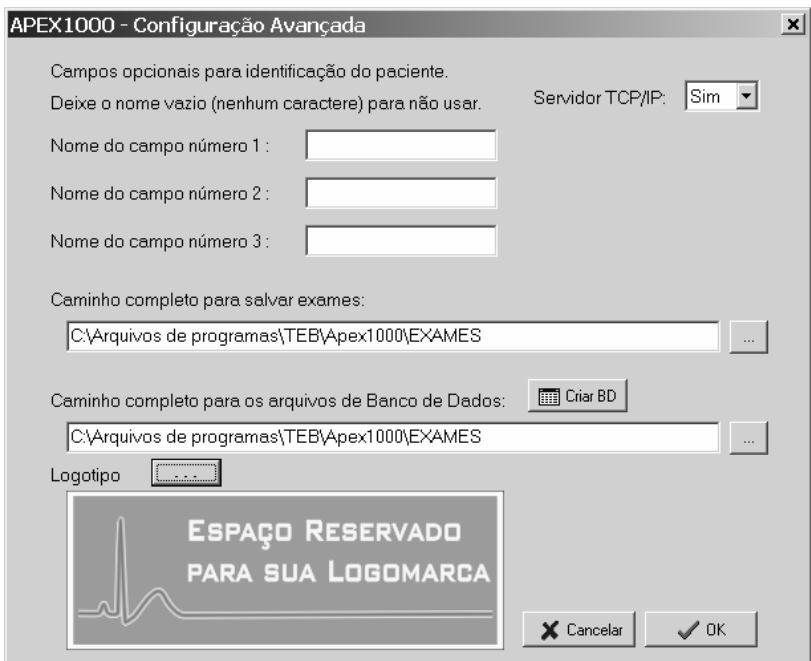 APEX1000 - Configuração Avançada
Campos opcionais para identificação do paciente.
Deixe o nome vazio (nenhum caractere) para não usar.
Servidor TCP/IP: Sim
Nome do campo número 1 :
Nome do campo número 2 :
Nome do campo número 3 :
Caminho completo para salvar exames:
C:\Arquivos de programas\TEB\Apex1000\EXAMES ...
Caminho completo para os arquivos de Banco de Dados: Criar BD
C:\Arquivos de programas\TEB\Apex1000\EXAMES ...
Logotipo ...
ESPAÇO RESERVADO
PARA SUA LOGOMARCA
Cancelar OK